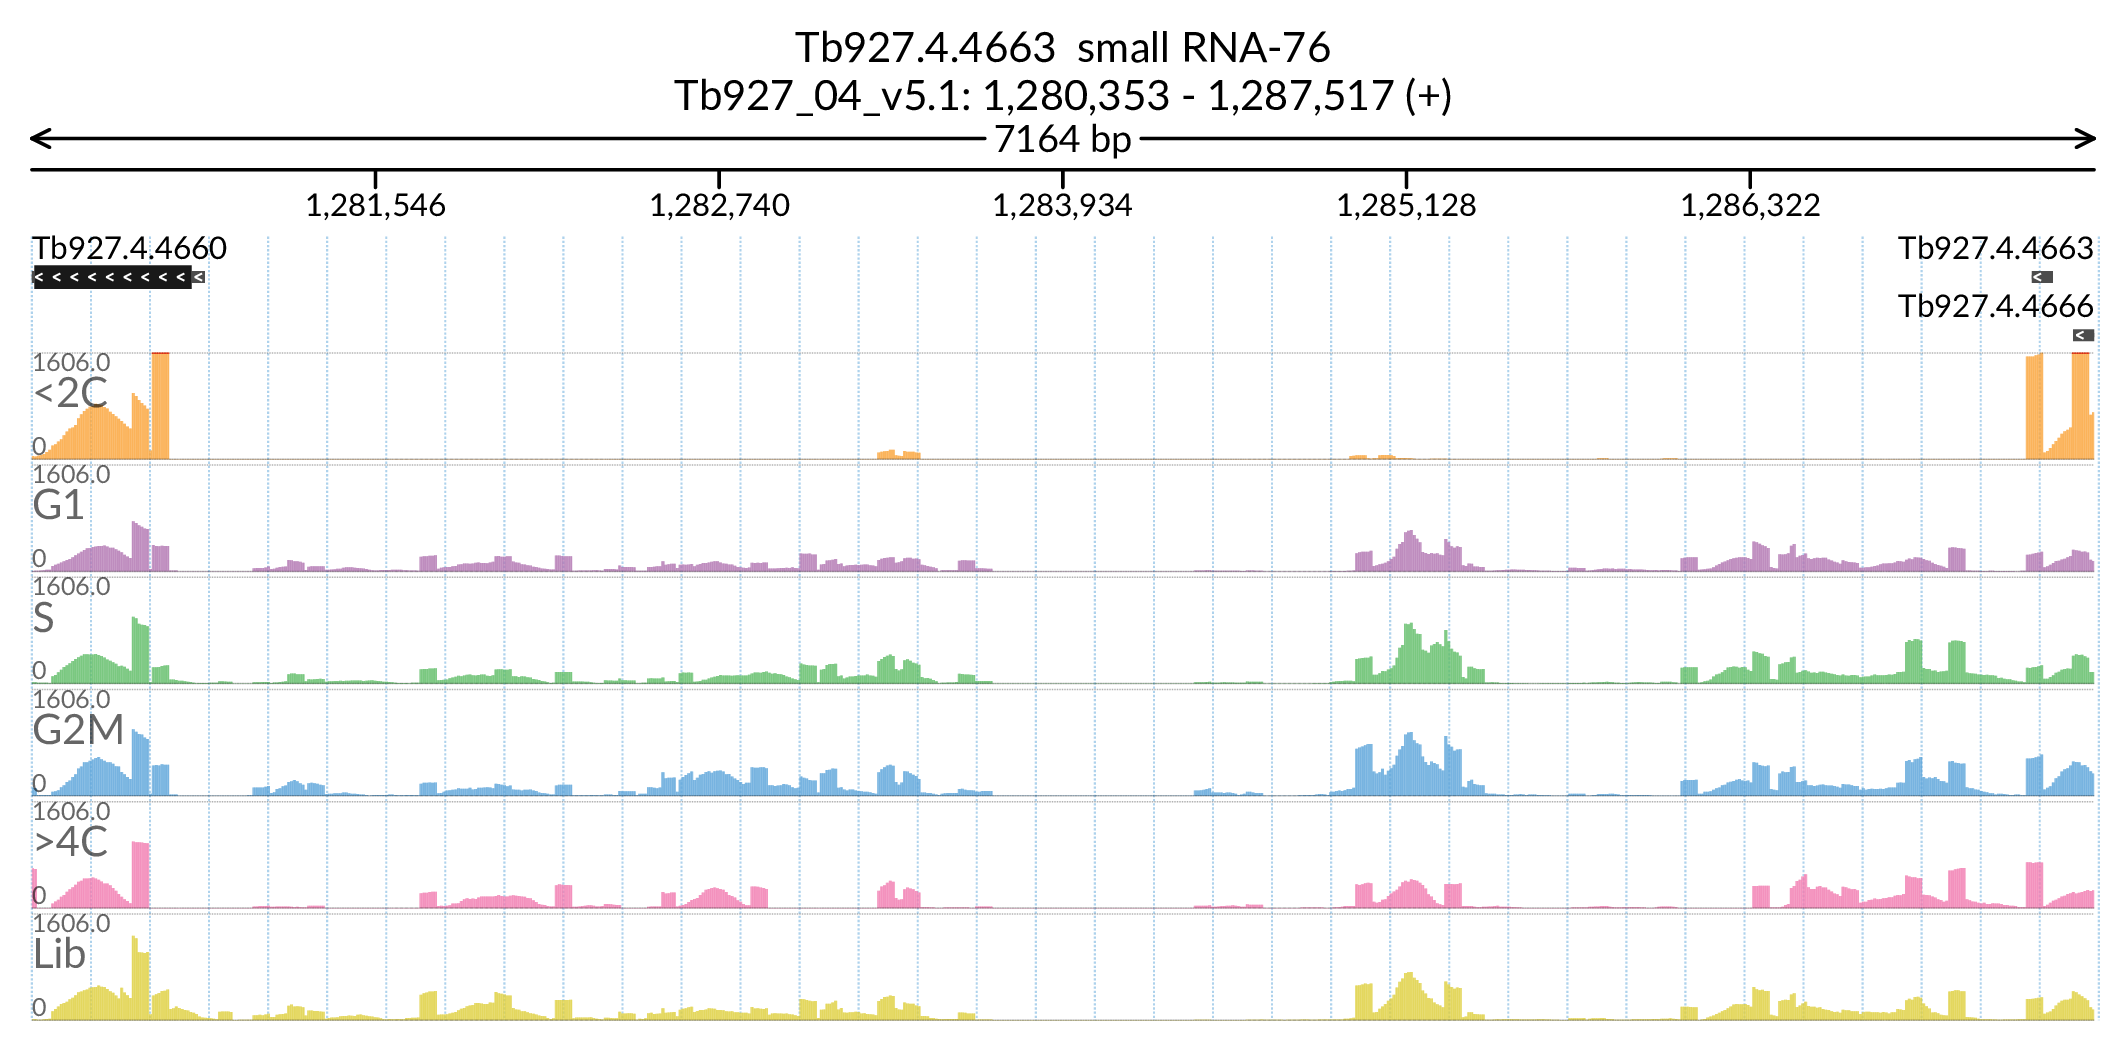 Tb927.4.4663  small RNA-76
Tb927_04_v5.1: 1,280,353 - 1,287,517 (+)
7164 bp
1,281,546 1,282,740 1,283,934 1,285,128 1,286,322
Tb927.4.4660 Tb927.4.4663
< < < < < < < < < < <
Tb927.4.4666
<
1606.0
<2C
0
1606.0
G1
0
1606.0
S
0
1606.0
G2M
0
1606.0
>4C
0
1606.0
Lib
0